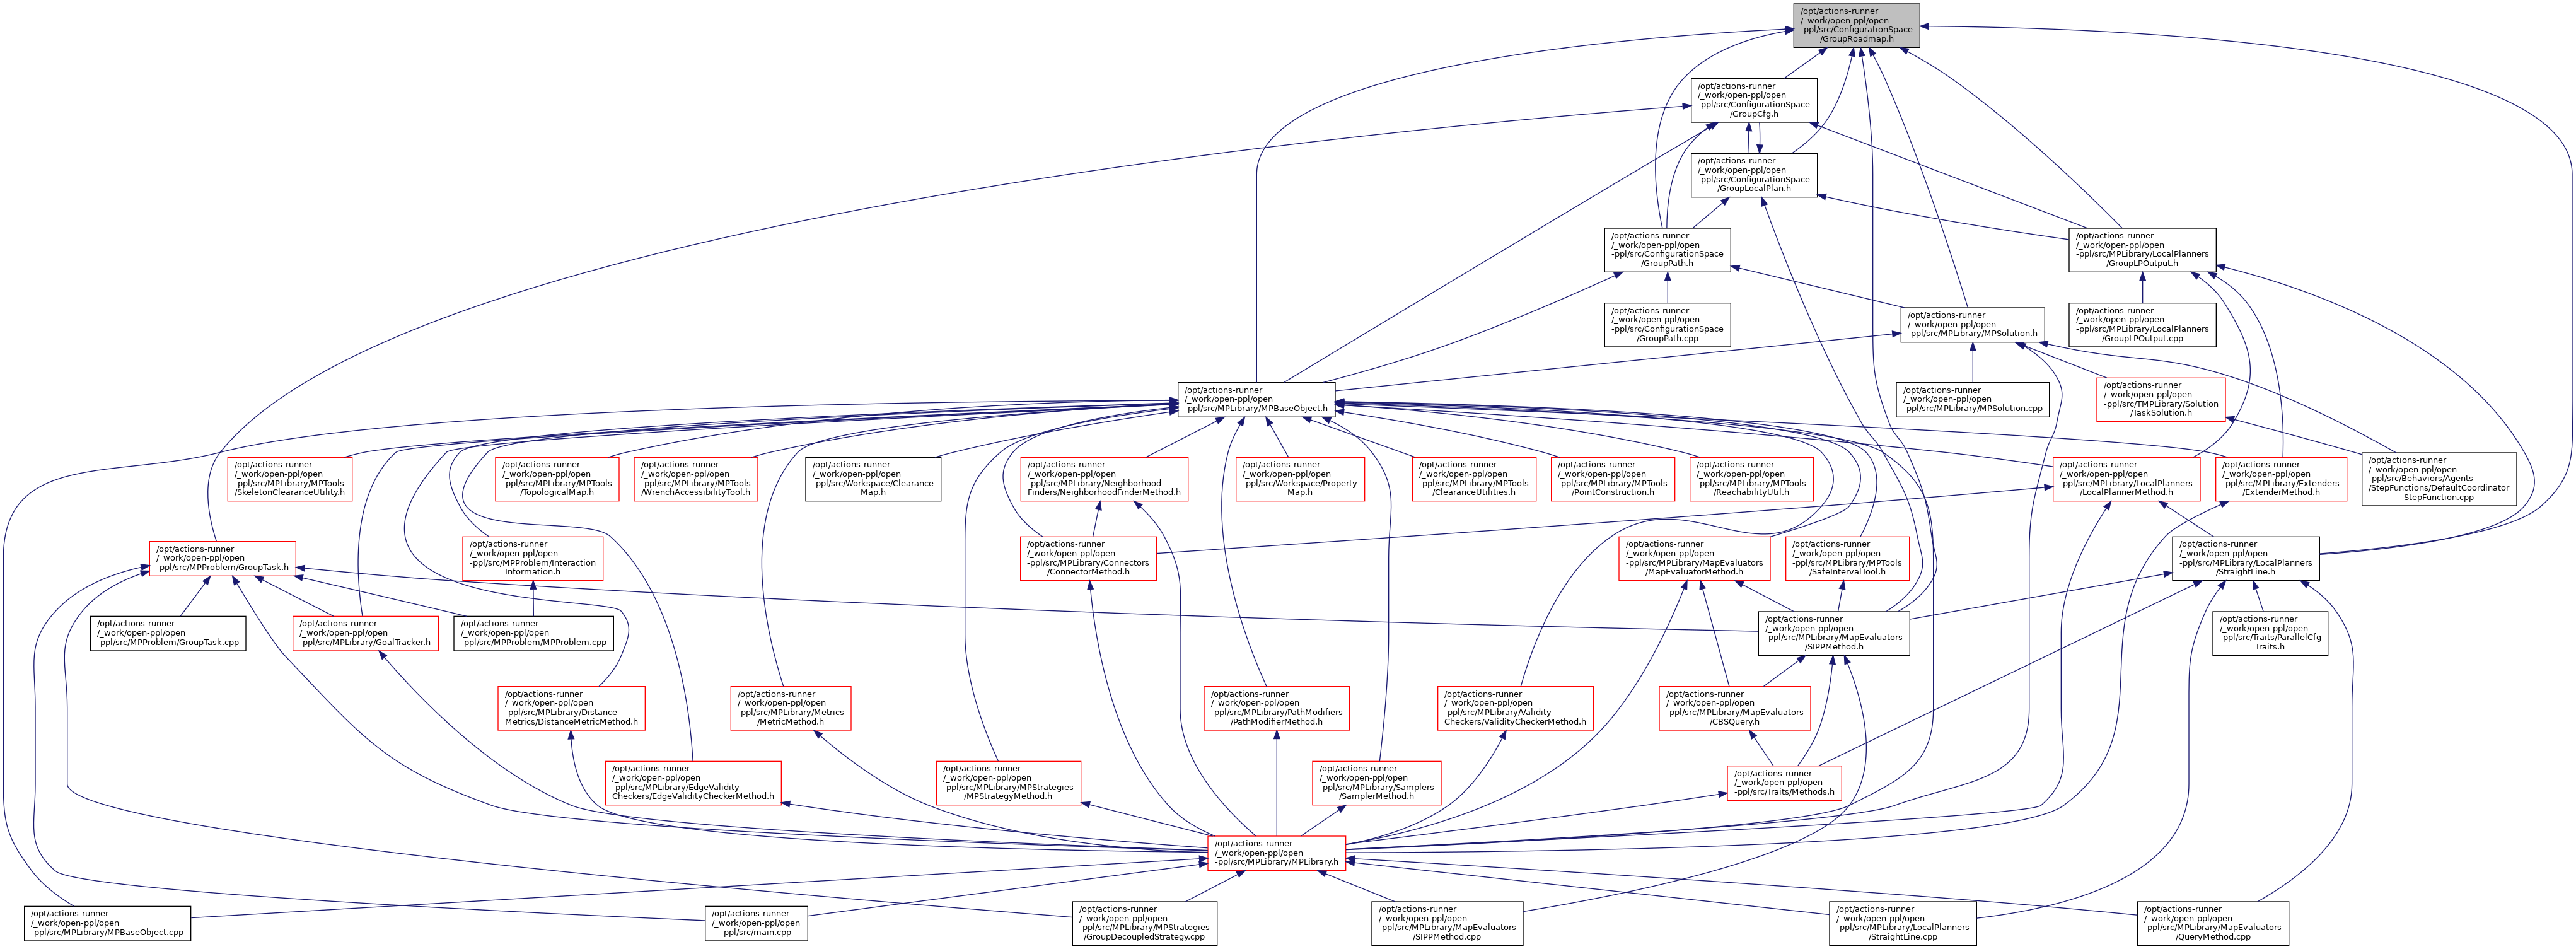 /opt/actions-runner
/_work/open-ppl/open
-ppl/src/ConfigurationSpace
/GroupRoadmap.h
/opt/actions-runner
/_work/open-ppl/open
-ppl/src/ConfigurationSpace
/GroupCfg.h
/opt/actions-runner
/_work/open-ppl/open
-ppl/src/ConfigurationSpace
/GroupLocalPlan.h
/opt/actions-runner
/_work/open-ppl/open
-ppl/src/ConfigurationSpace
/GroupPath.h
/opt/actions-runner
/_work/open-ppl/open
-ppl/src/MPLibrary/LocalPlanners
/GroupLPOutput.h
/opt/actions-runner
/_work/open-ppl/open
-ppl/src/ConfigurationSpace
/GroupPath.cpp
/opt/actions-runner
/_work/open-ppl/open
-ppl/src/MPLibrary/MPSolution.h
/opt/actions-runner
/_work/open-ppl/open
-ppl/src/MPLibrary/LocalPlanners
/GroupLPOutput.cpp
/opt/actions-runner
/_work/open-ppl/open
-ppl/src/MPLibrary/MPBaseObject.h
/opt/actions-runner
/_work/open-ppl/open
-ppl/src/MPLibrary/MPSolution.cpp
/opt/actions-runner
/_work/open-ppl/open
-ppl/src/TMPLibrary/Solution
/TaskSolution.h
/opt/actions-runner
/_work/open-ppl/open
-ppl/src/MPLibrary/MPTools
/SkeletonClearanceUtility.h
/opt/actions-runner
/_work/open-ppl/open
-ppl/src/MPLibrary/MPTools
/TopologicalMap.h
/opt/actions-runner
/_work/open-ppl/open
-ppl/src/MPLibrary/MPTools
/WrenchAccessibilityTool.h
/opt/actions-runner
/_work/open-ppl/open
-ppl/src/Workspace/Clearance
Map.h
/opt/actions-runner
/_work/open-ppl/open
-ppl/src/MPLibrary/Neighborhood
Finders/NeighborhoodFinderMethod.h
/opt/actions-runner
/_work/open-ppl/open
-ppl/src/Workspace/Property
Map.h
/opt/actions-runner
/_work/open-ppl/open
-ppl/src/MPLibrary/MPTools
/ClearanceUtilities.h
/opt/actions-runner
/_work/open-ppl/open
-ppl/src/MPLibrary/MPTools
/PointConstruction.h
/opt/actions-runner
/_work/open-ppl/open
-ppl/src/MPLibrary/MPTools
/ReachabilityUtil.h
/opt/actions-runner
/_work/open-ppl/open
-ppl/src/MPLibrary/LocalPlanners
/LocalPlannerMethod.h
/opt/actions-runner
/_work/open-ppl/open
-ppl/src/MPLibrary/Extenders
/ExtenderMethod.h
/opt/actions-runner
/_work/open-ppl/open
-ppl/src/Behaviors/Agents
/StepFunctions/DefaultCoordinator
StepFunction.cpp
/opt/actions-runner
/_work/open-ppl/open
-ppl/src/MPProblem/GroupTask.h
/opt/actions-runner
/_work/open-ppl/open
-ppl/src/MPProblem/Interaction
Information.h
/opt/actions-runner
/_work/open-ppl/open
-ppl/src/MPLibrary/Connectors
/ConnectorMethod.h
/opt/actions-runner
/_work/open-ppl/open
-ppl/src/MPLibrary/MapEvaluators
/MapEvaluatorMethod.h
/opt/actions-runner
/_work/open-ppl/open
-ppl/src/MPLibrary/MPTools
/SafeIntervalTool.h
/opt/actions-runner
/_work/open-ppl/open
-ppl/src/MPLibrary/LocalPlanners
/StraightLine.h
/opt/actions-runner
/_work/open-ppl/open
-ppl/src/MPProblem/GroupTask.cpp
/opt/actions-runner
/_work/open-ppl/open
-ppl/src/MPLibrary/GoalTracker.h
/opt/actions-runner
/_work/open-ppl/open
-ppl/src/MPProblem/MPProblem.cpp
/opt/actions-runner
/_work/open-ppl/open
-ppl/src/MPLibrary/MapEvaluators
/SIPPMethod.h
/opt/actions-runner
/_work/open-ppl/open
-ppl/src/Traits/ParallelCfg
Traits.h
/opt/actions-runner
/_work/open-ppl/open
-ppl/src/MPLibrary/Distance
Metrics/DistanceMetricMethod.h
/opt/actions-runner
/_work/open-ppl/open
-ppl/src/MPLibrary/Metrics
/MetricMethod.h
/opt/actions-runner
/_work/open-ppl/open
-ppl/src/MPLibrary/PathModifiers
/PathModifierMethod.h
/opt/actions-runner
/_work/open-ppl/open
-ppl/src/MPLibrary/Validity
Checkers/ValidityCheckerMethod.h
/opt/actions-runner
/_work/open-ppl/open
-ppl/src/MPLibrary/MapEvaluators
/CBSQuery.h
/opt/actions-runner
/_work/open-ppl/open
-ppl/src/MPLibrary/EdgeValidity
Checkers/EdgeValidityCheckerMethod.h
/opt/actions-runner
/_work/open-ppl/open
-ppl/src/MPLibrary/MPStrategies
/MPStrategyMethod.h
/opt/actions-runner
/_work/open-ppl/open
-ppl/src/MPLibrary/Samplers
/SamplerMethod.h
/opt/actions-runner
/_work/open-ppl/open
-ppl/src/Traits/Methods.h
/opt/actions-runner
/_work/open-ppl/open
-ppl/src/MPLibrary/MPLibrary.h
/opt/actions-runner
/_work/open-ppl/open
-ppl/src/MPLibrary/MPBaseObject.cpp
/opt/actions-runner
/_work/open-ppl/open
-ppl/src/main.cpp
/opt/actions-runner
/_work/open-ppl/open
-ppl/src/MPLibrary/MPStrategies
/GroupDecoupledStrategy.cpp
/opt/actions-runner
/_work/open-ppl/open
-ppl/src/MPLibrary/MapEvaluators
/SIPPMethod.cpp
/opt/actions-runner
/_work/open-ppl/open
-ppl/src/MPLibrary/LocalPlanners
/StraightLine.cpp
/opt/actions-runner
/_work/open-ppl/open
-ppl/src/MPLibrary/MapEvaluators
/QueryMethod.cpp